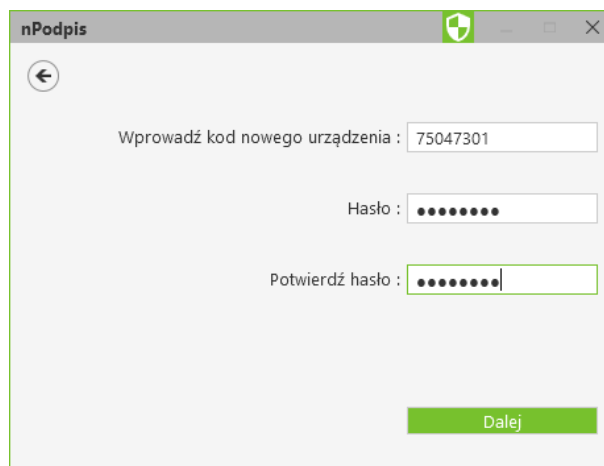 nPodpis
Wprowadź kod nowego urządzenia : 75047301
Hasło : ●●●●●●●●
Potwierdź hasło : ●●●●●●●●
Dalej